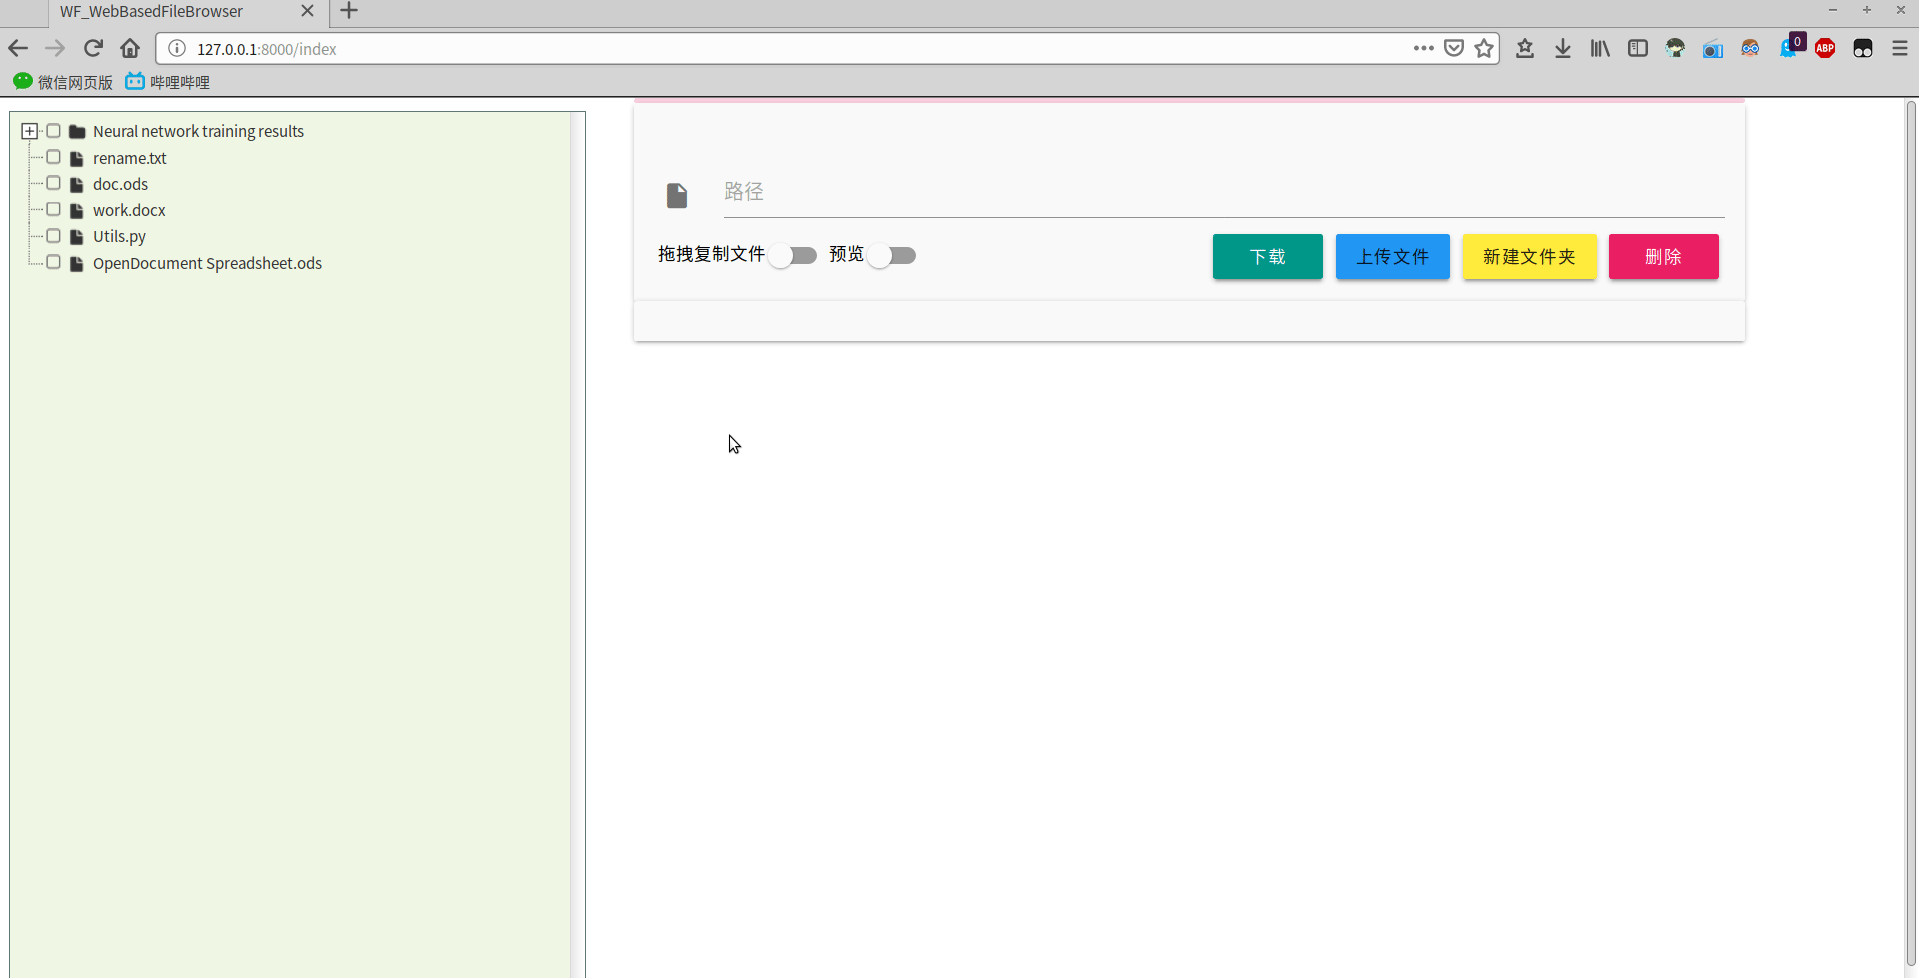 WF_WebBasedFileBrowser
127.0.0.1:8000/index
0
ABP
微信网页版 哔哩哔哩
Neural network training results
rename.txt
doc.ods
work.docx
Utils.py
OpenDocument Spreadsheet.ods
路径
拖拽复制文件 预览 下载 上传文件 新建文件夹 删除